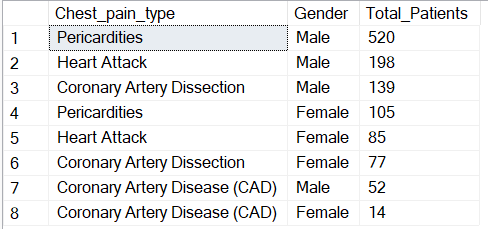 Chest_pain_type Gender Total_Patients
1 Pericardities Male 520
2 Heart Attack Male 198
3 Coronary Artery Dissection Male 139
4 Pericardities Female 105
5 Heart Attack Female 85
6 Coronary Artery Dissection Female 77
7 Coronary Artery Disease (CAD) Male 52
8 Coronary Artery Disease (CAD) Female 14